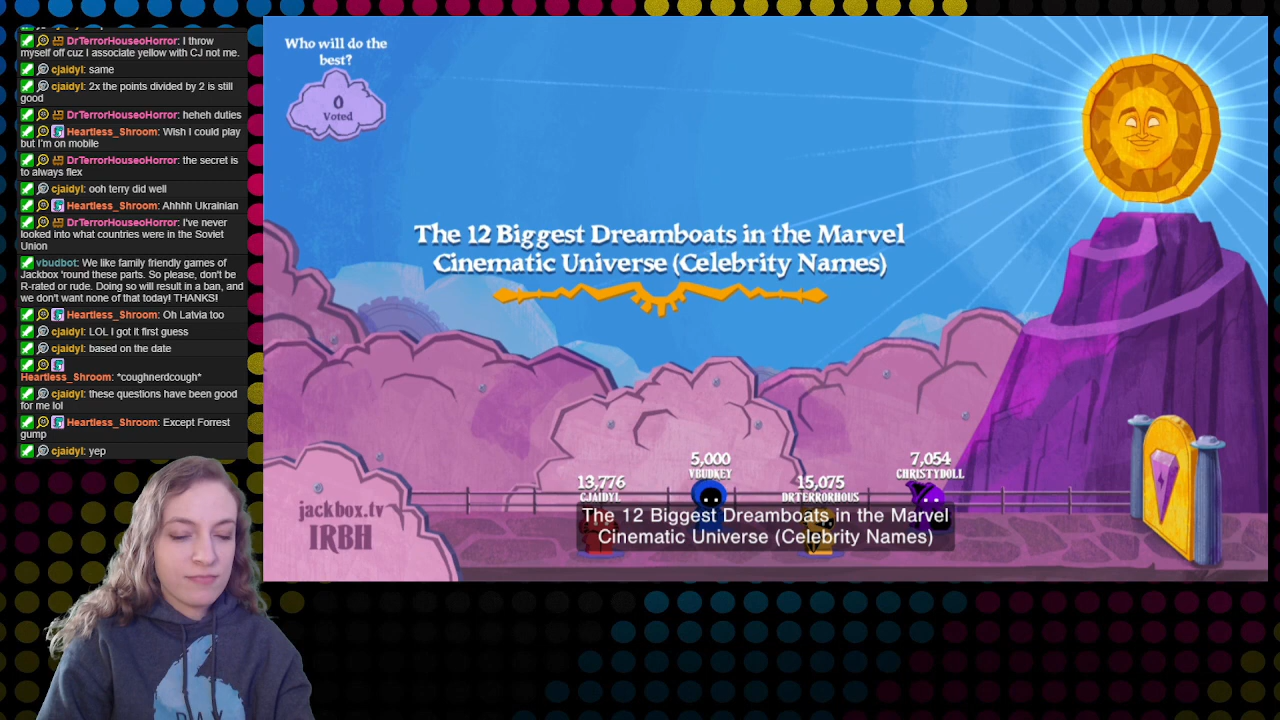 DrTerrorHouseoHorror: I throw
myself off cuz I associate yellow with CJ not me.
cjaidyl: same
cjaidyl: 2x the points divided by 2 is still
good
DrTerrorHouseoHorror: heheh duties
Heartless_Shroom: Wish I could play
but I'm on mobile
DrTerrorHouseoHorror: the secret is
to always flex
cjaidyl: ooh terry did well
Heartless_Shroom: Ahhhh Ukrainian
DrTerrorHouseoHorror: I've never
looked into what countries were in the Soviet
Union
vbudbot: We like family friendly games of
Jackbox 'round these parts. So please, don't be
R-rated or rude. Doing so will result in a ban, and
we don't want none of that today! THANKS!
Heartless_Shroom: Oh Latvia too
cjaidyl: LOL I got it first guess
cjaidyl: based on the date
Heartless_Shroom: *coughnerdcough*
cjaidyl: these questions have been good
for me lol
Heartless_Shroom: Except Forrest
gump
cjaidyl: yep
Who will do the
best?
0
Voted
The 12 Biggest Dreamboats in the Marvel
Cinematic Universe (Celebrity Names)
13,776
CJAIDYL
5,000
VBUDKEY
15,075
DRTERRORHOUS
7,054
CHRISTYDOLL
The 12 Biggest Dreamboats in the Marvel
Cinematic Universe (Celebrity Names)
jackbox.tv
IRBH